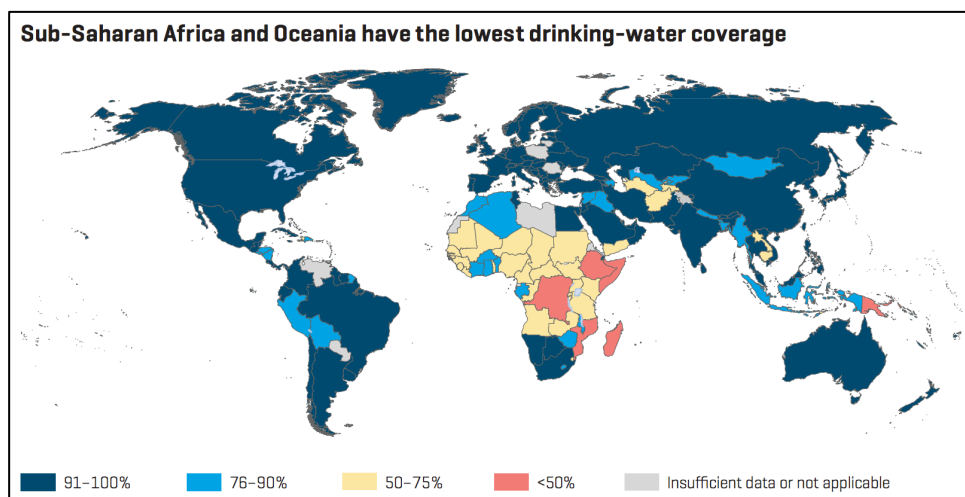 Sub-Saharan Africa and Oceania have the lowest drinking-water coverage
91–100% 76–90% 50–75% <50% Insufficient data or not applicable